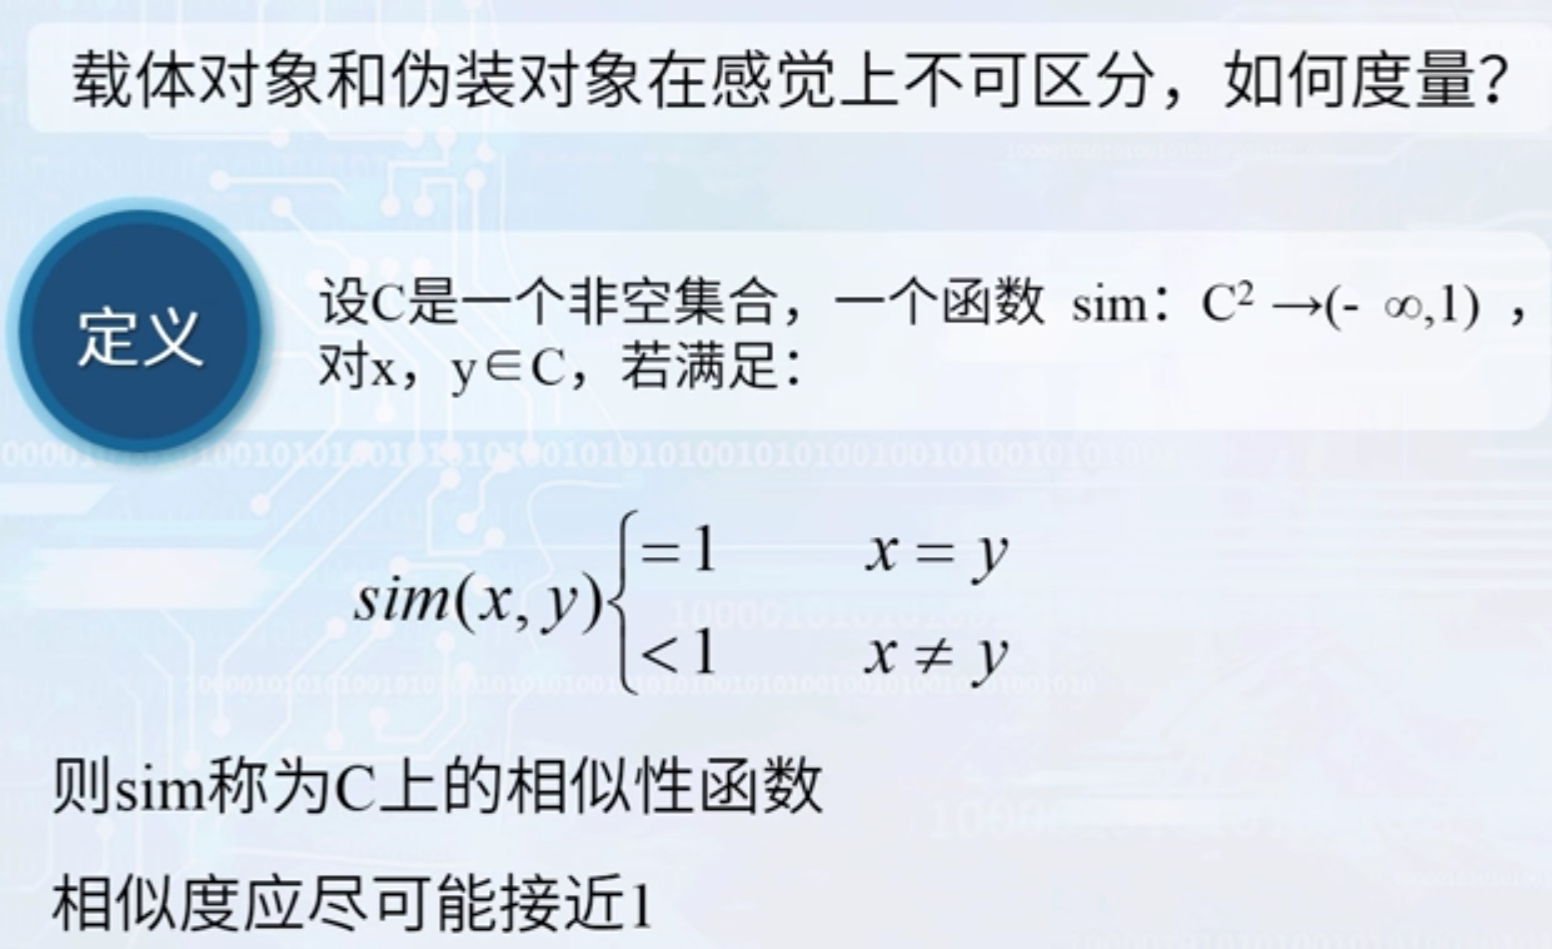 载体对象和伪装对象在感觉上不可区分，如何度量？
定义
设C是一个非空集合，一个函数 sim：C² →(- ∞,1) ，
对x，y∈C，若满足：
sim(x, y){
=1 x = y
<1 x ≠ y
则sim称为C上的相似性函数
相似度应尽可能接近1